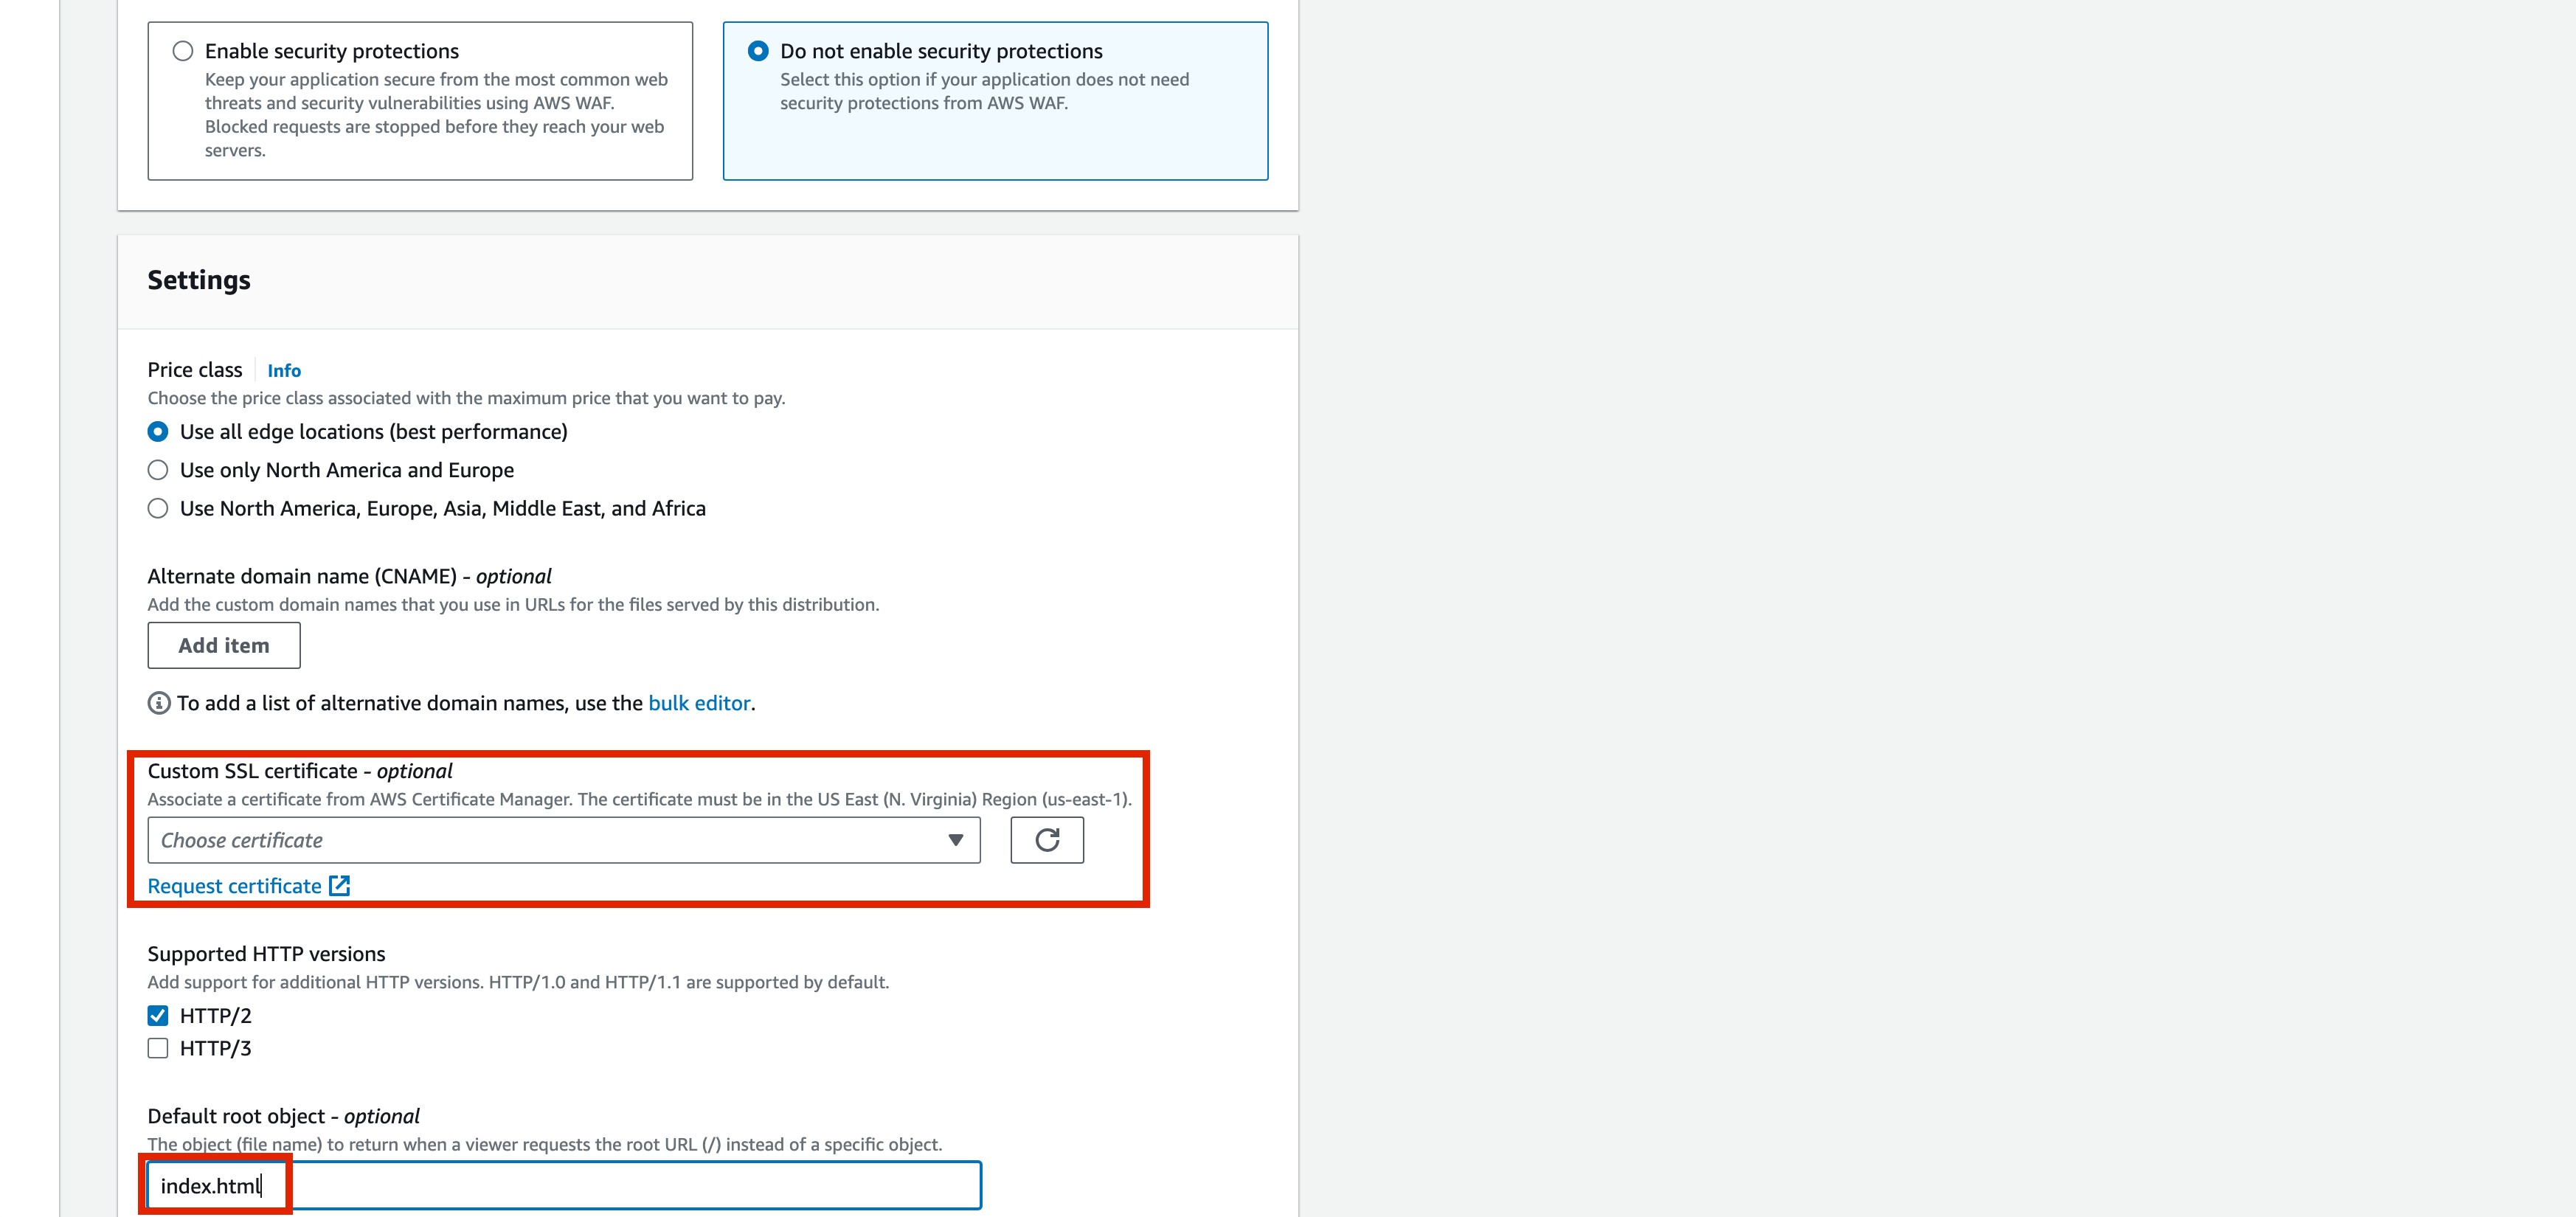 Enable security protections
Keep your application secure from the most common web
threats and security vulnerabilities using AWS WAF.
Blocked requests are stopped before they reach your web
servers.
Do not enable security protections
Select this option if your application does not need
security protections from AWS WAF.
Settings
Price class Info
Choose the price class associated with the maximum price that you want to pay.
Use all edge locations (best performance)
Use only North America and Europe
Use North America, Europe, Asia, Middle East, and Africa
Alternate domain name (CNAME) - optional
Add the custom domain names that you use in URLs for the files served by this distribution.
Add item
To add a list of alternative domain names, use the bulk editor.
Custom SSL certificate - optional
Associate a certificate from AWS Certificate Manager. The certificate must be in the US East (N. Virginia) Region (us-east-1).
Choose certificate
Request certificate
Supported HTTP versions
Add support for additional HTTP versions. HTTP/1.0 and HTTP/1.1 are supported by default.
HTTP/2
HTTP/3
Default root object - optional
The object (file name) to return when a viewer requests the root URL (/) instead of a specific object.
index.html